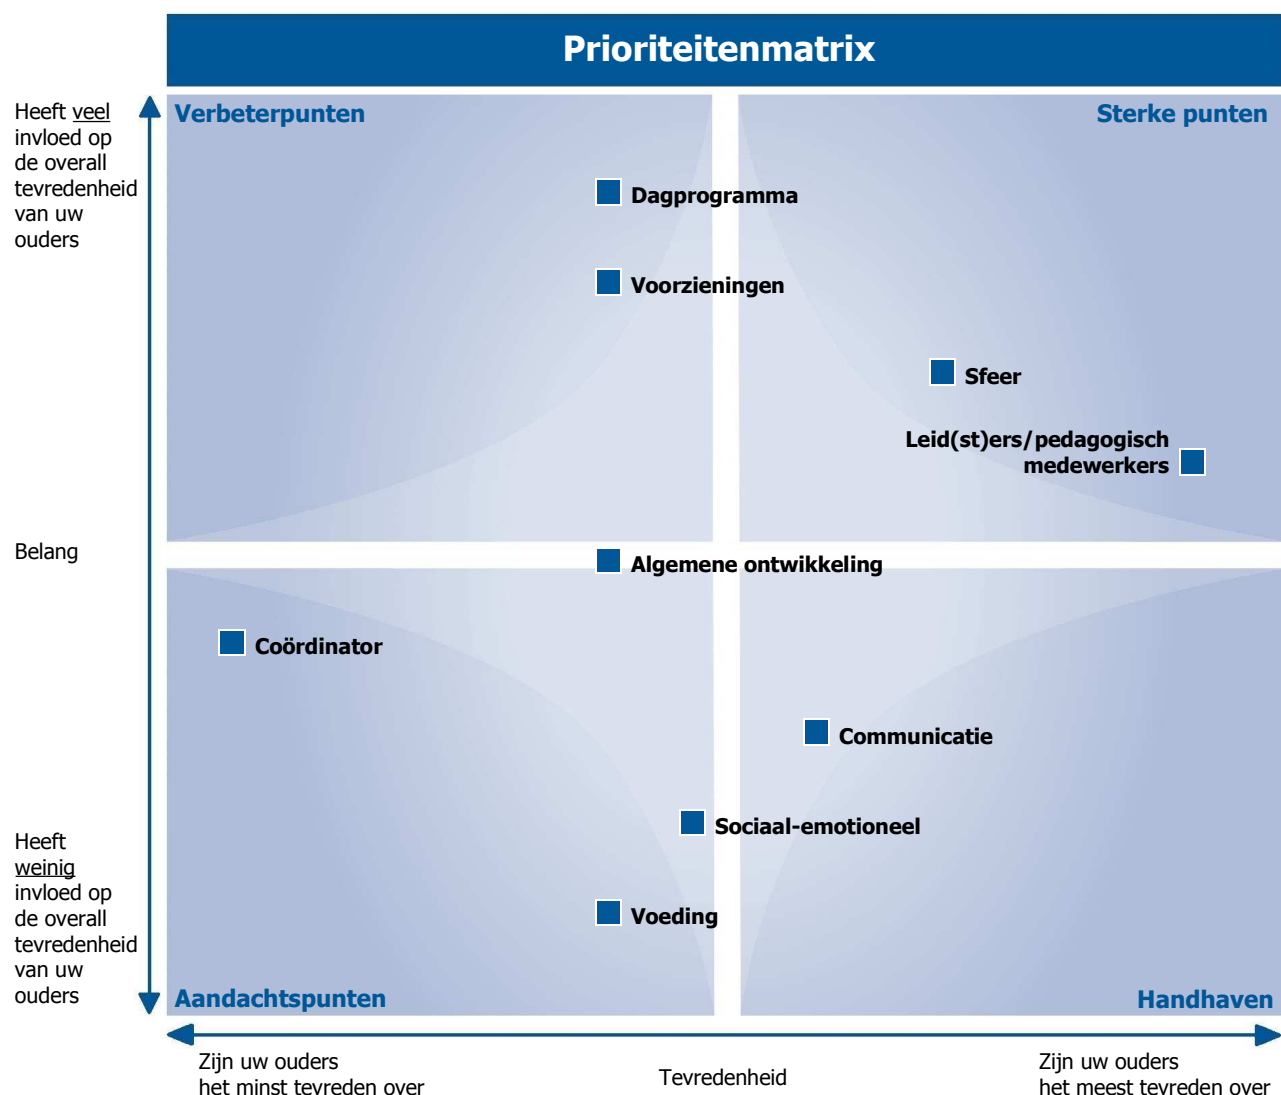 Prioriteitenmatrix
Heeft veel
invloed op
de overall
tevredenheid
van uw
ouders
Verbeterpunten
Sterke punten
Dagprogramma
Voorzieningen
Sfeer
Leid(st)ers/pedagogisch
medewerkers
Belang
Algemene ontwikkeling
Coördinator
Communicatie
Sociaal-emotioneel
Voeding
Heeft
weinig
invloed op
de overall
tevredenheid
van uw
ouders
Aandachtspunten
Handhaven
Zijn uw ouders
het minst tevreden over
Tevredenheid
Zijn uw ouders
het meest tevreden over